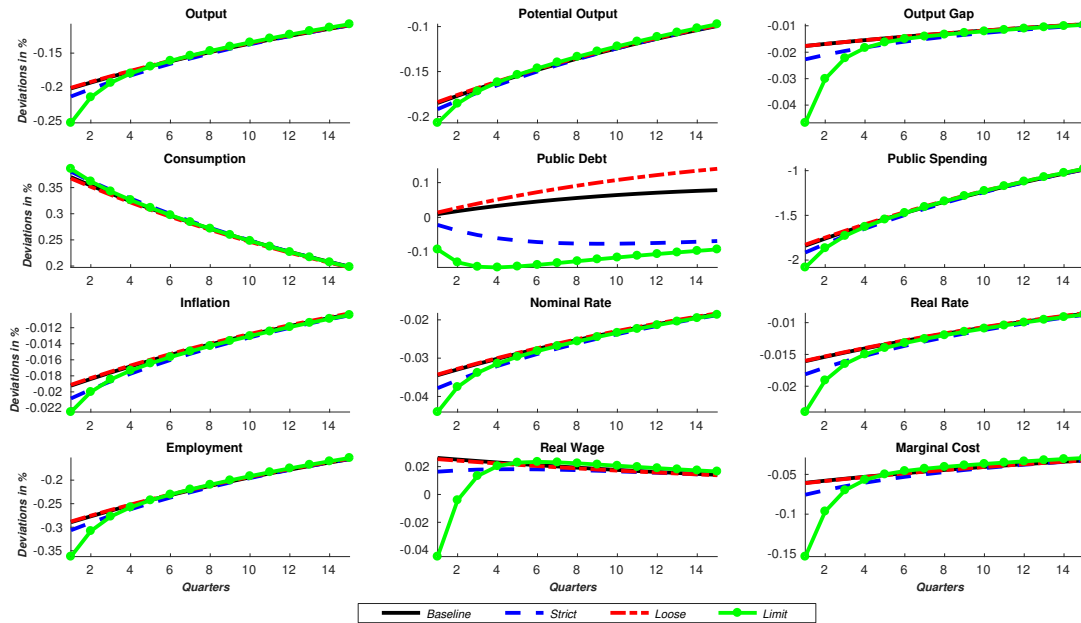 Output
Potential Output
Output Gap
Deviations in %
-0.15
-0.2
-0.25
2 4 6 8 10 12 14
-0.1
-0.15
-0.2
2 4 6 8 10 12 14
-0.01
-0.02
-0.03
-0.04
2 4 6 8 10 12 14
Consumption
Public Debt
Public Spending
Deviations in %
0.35
0.3
0.25
0.2
2 4 6 8 10 12 14
0.1
0
-0.1
2 4 6 8 10 12 14
-1
-1.5
-2
2 4 6 8 10 12 14
Inflation
Nominal Rate
Real Rate
Deviations in %
-0.012
-0.014
-0.016
-0.018
-0.02
-0.022
2 4 6 8 10 12 14
-0.02
-0.03
-0.04
2 4 6 8 10 12 14
-0.01
-0.015
-0.02
2 4 6 8 10 12 14
Employment
Real Wage
Marginal Cost
Deviations in %
-0.2
-0.25
-0.3
-0.35
2 4 6 8 10 12 14
0.02
0
-0.02
-0.04
2 4 6 8 10 12 14
-0.05
-0.1
-0.15
2 4 6 8 10 12 14
Quarters
Quarters
Quarters
Baseline Strict Loose Limit